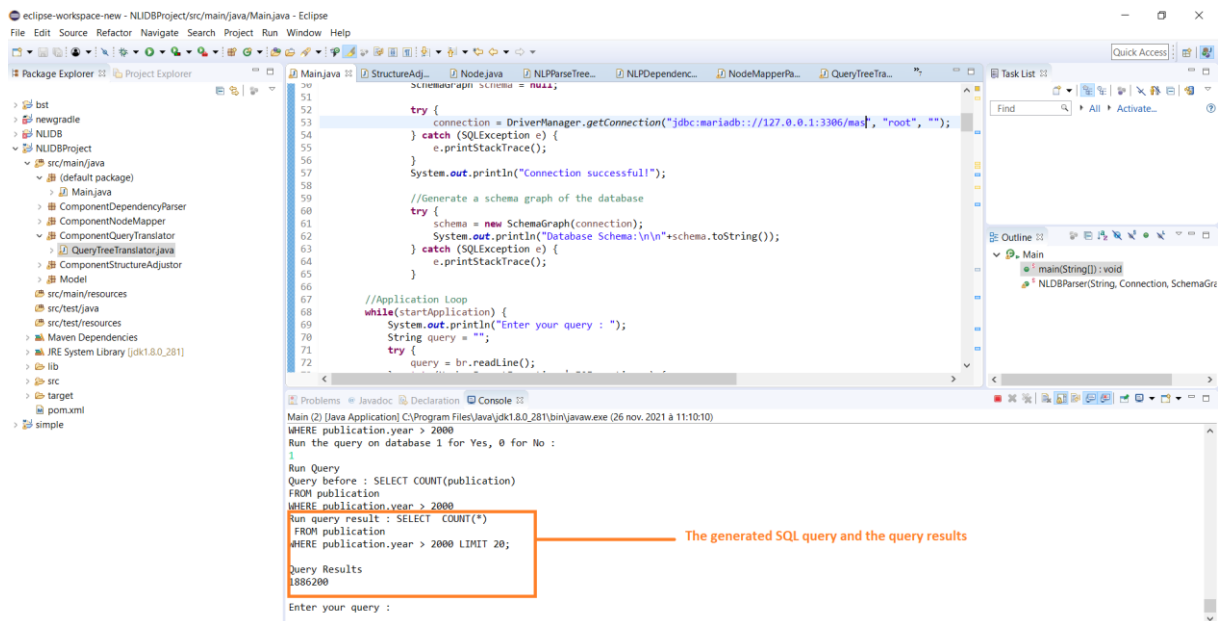 eclipse-workspace-new - NLIDBProject/src/main/java/Main.java - Eclipse
File Edit Source Refactor Navigate Search Project Run Window Help
Quick Access
Package Explorer
Project Explorer
bst
newgradle
NLIDB
NLIDBProject
src/main/java
(default package)
Main.java
ComponentDependencyParser
ComponentNodeMapper
ComponentQueryTranslator
QueryTreeTranslator.java
ComponentStructureAdjustor
Model
src/main/resources
src/test/java
src/test/resources
Maven Dependencies
JRE System Library [jdk1.8.0_281]
lib
src
target
pom.xml
simple
Main.java StructureAdj... Node.java NLPParseTree... NLPDependenc... NodeMapperPa... QueryTreeTra...
50 SchemaGraph schema = null;
51
52 try {
53 connection = DriverManager.getConnection("jdbc:mariadb:://127.0.0.1:3306/mas", "root", "");
54 } catch (SQLException e) {
55 e.printStackTrace();
56 }
57 System.out.println("Connection successful!");
58
59 //Generate a schema graph of the database
60 try {
61 schema = new SchemaGraph(connection);
62 System.out.println("Database Schema:\n\n"+schema.toString());
63 } catch (SQLException e) {
64 e.printStackTrace();
65 }
66
67 //Application Loop
68 while(startApplication) {
69 System.out.println("Enter your query : ");
70 String query = "";
71 try {
72 query = br.readLine();
Task List
Find All Activate...
Outline
Main
main(String[]) : void
NLDBParser(String, Connection, SchemaGra
Problems Javadoc Declaration Console
Main (2) [Java Application] C:\Program Files\Java\jdk1.8.0_281\bin\javaw.exe (26 nov. 2021 à 11:10:10)
WHERE publication.year > 2000
Run the query on database 1 for Yes, 0 for No :
1
Run Query
Query before : SELECT COUNT(publication)
FROM publication
WHERE publication.year > 2000
Run query result : SELECT COUNT(*)
FROM publication
WHERE publication.year > 2000 LIMIT 20;
The generated SQL query and the query results
Query Results
1886200
Enter your query :